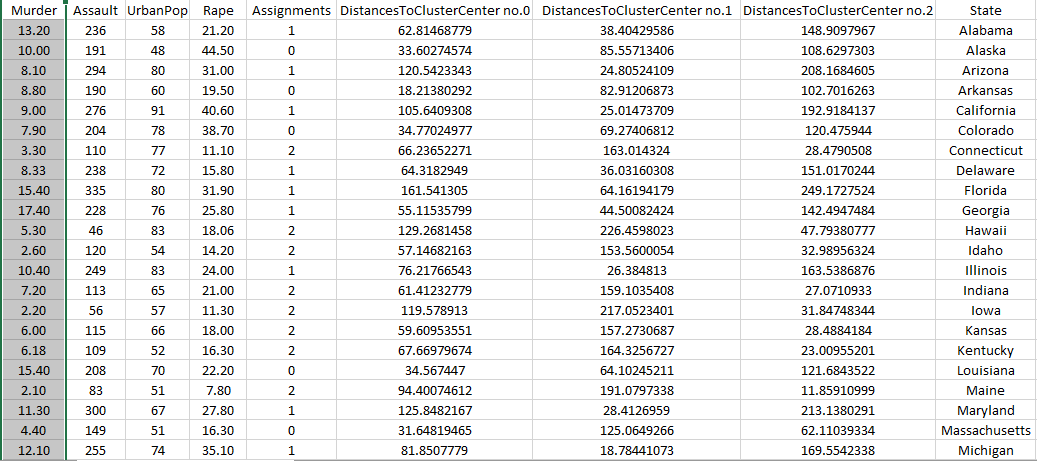 Murder Assault UrbanPop Rape Assignments DistancesToClusterCenter no.0 DistancesToClusterCenter no.1 DistancesToClusterCenter no.2 State
13.20 236 58 21.20 1 62.81468779 38.40429586 148.9097967 Alabama
10.00 191 48 44.50 0 33.60274574 85.55713406 108.6297303 Alaska
8.10 294 80 31.00 1 120.5423343 24.80524109 208.1684605 Arizona
8.80 190 60 19.50 0 18.21380292 82.91206873 102.7016263 Arkansas
9.00 276 91 40.60 1 105.6409308 25.01473709 192.9184137 California
7.90 204 78 38.70 0 34.77024977 69.27406812 120.475944 Colorado
3.30 110 77 11.10 2 66.23652271 163.014324 28.4790508 Connecticut
8.33 238 72 15.80 1 64.3182949 36.03160308 151.0170244 Delaware
15.40 335 80 31.90 1 161.541305 64.16194179 249.1727524 Florida
17.40 228 76 25.80 1 55.11535799 44.50082424 142.4947484 Georgia
5.30 46 83 18.06 2 129.2681458 226.4598023 47.79380777 Hawaii
2.60 120 54 14.20 2 57.14682163 153.5600054 32.98956324 Idaho
10.40 249 83 24.00 1 76.21766543 26.384813 163.5386876 Illinois
7.20 113 65 21.00 2 61.41232779 159.1035408 27.0710933 Indiana
2.20 56 57 11.30 2 119.578913 217.0523401 31.84748344 Iowa
6.00 115 66 18.00 2 59.60953551 157.2730687 28.4884184 Kansas
6.18 109 52 16.30 2 67.66979674 164.3256727 23.00955201 Kentucky
15.40 208 70 22.20 0 34.567447 64.10245211 121.6843522 Louisiana
2.10 83 51 7.80 2 94.40074612 191.0797338 11.85910999 Maine
11.30 300 67 27.80 1 125.8482167 28.4126959 213.1380291 Maryland
4.40 149 51 16.30 0 31.64819465 125.0649266 62.11039334 Massachusetts
12.10 255 74 35.10 1 81.8507779 18.78441073 169.5542338 Michigan